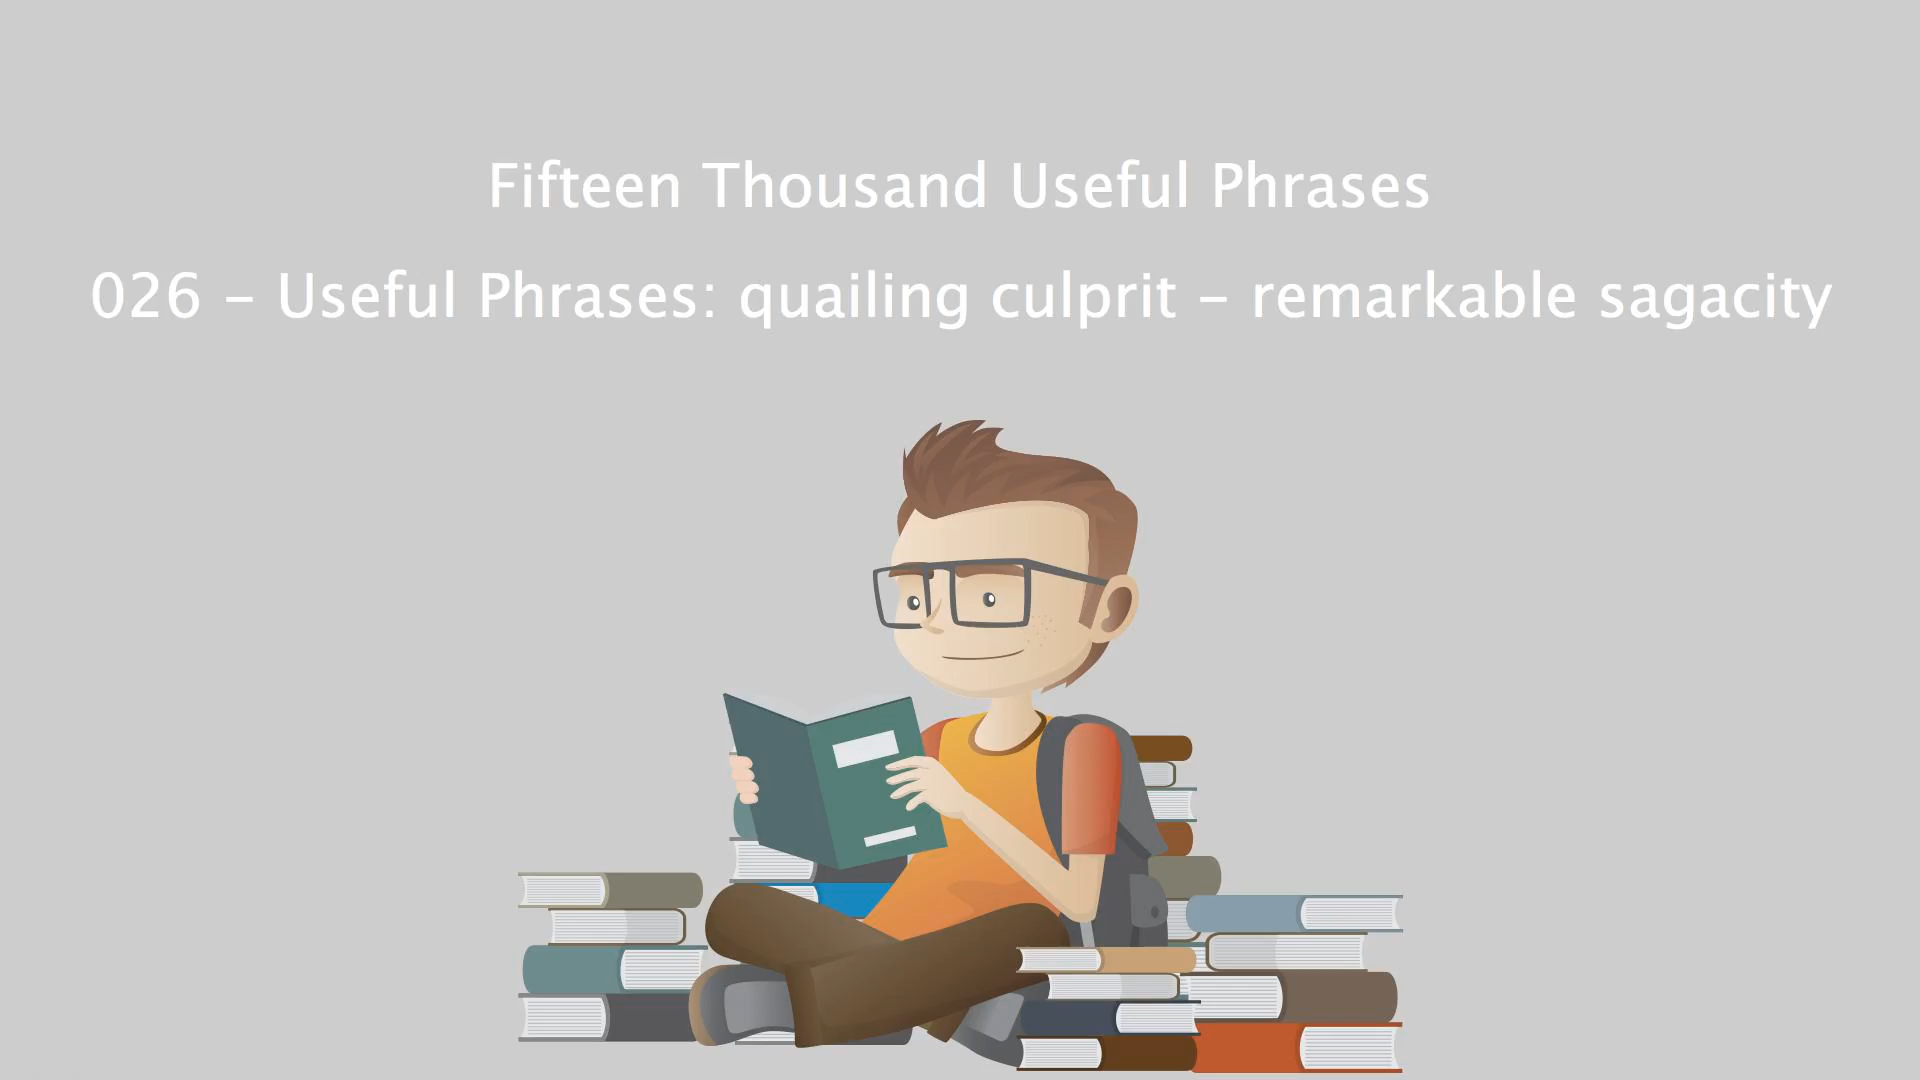 Fifteen Thousand Useful Phrases
026 – Useful Phrases: quailing culprit – remarkable sagacity